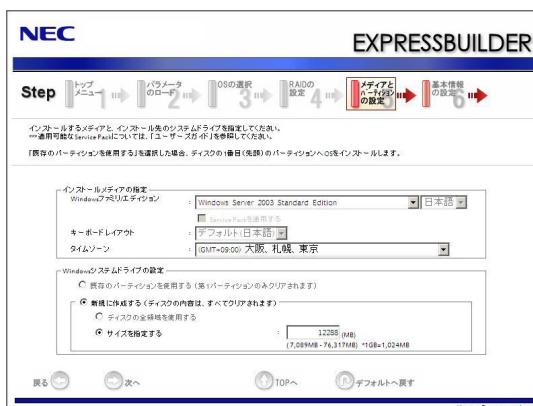 NEC
EXPRESSBUILDER
Step
トップメニュー 1
パラメータのロード 2
OSの選択 3
RAIDの設定 4
メディアとパーティションの設定 5
基本情報の設定 6
インストールするメディアと、インストール先のシステムドライブを指定してください。
適用可能なService Packについては、「ユーザーズガイド」を参照してください。
「既存のパーティションを使用する」を選択した場合、ディスクの1番目(先頭)のパーティションへOSをインストールします。
インストールメディアの指定
Windowsファミリ/エディション : Windows Server 2003 Standard Edition 日本語
Service Packを適用する
キーボードレイアウト : デフォルト(日本語)
タイムゾーン : (GMT+09:00) 大阪、札幌、東京
Windowsシステムドライブの設定
既存のパーティションを使用する (第1パーティションのみクリアされます)
新規に作成する (ディスクの内容は、すべてクリアされます)
ディスクの全領域を使用する
サイズを指定する : 12288 (MB)
(7,089MB - 76,317MB) *1GB=1,024MB
戻る 次へ TOPへ デフォルトへ戻す